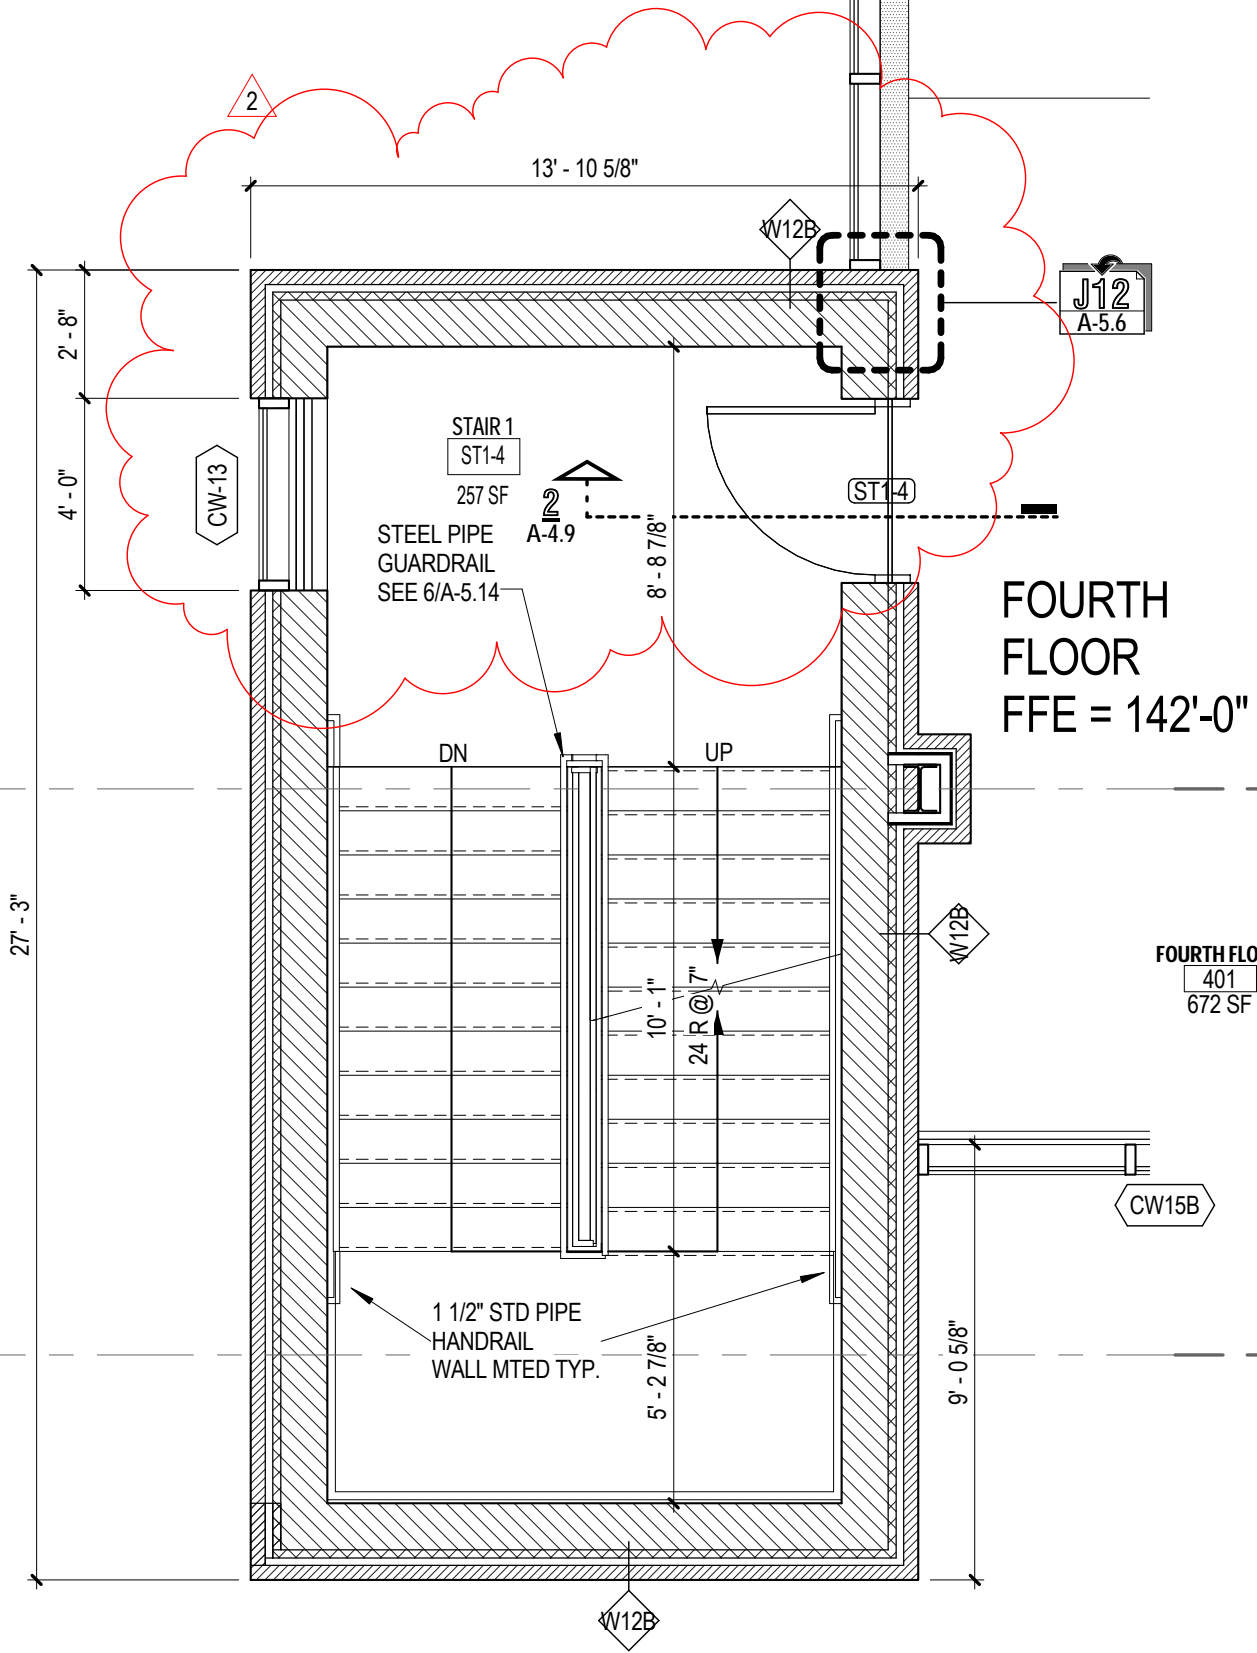 2
13' - 10 5/8"
W12B
J12
A-5.6
2' - 8"
STAIR 1
ST1-4
257 SF
CW-13
4' - 0"
2
A-4.9
ST1-4
STEEL PIPE
GUARDRAIL
SEE 6/A-5.14
8' - 8 7/8"
FOURTH
FLOOR
FFE = 142'-0"
DN
UP
27' - 3"
W12B
FOURTH FLO
401
672 SF
10' - 1"
24 R @ 7"
CW15B
1 1/2" STD PIPE
HANDRAIL
WALL MTED TYP.
5' - 2 7/8"
9' - 0 5/8"
W12B